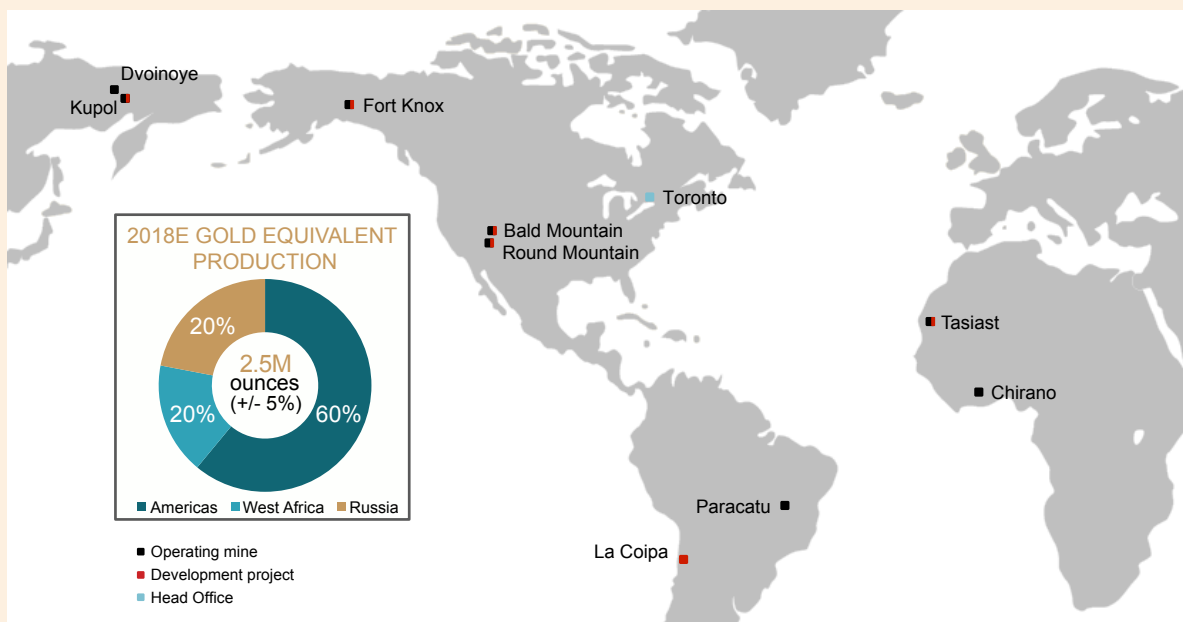 Dvoinoye
Kupol
Fort Knox
Toronto
Bald Mountain
Round Mountain
2018E GOLD EQUIVALENT
PRODUCTION
20%
2.5M
ounces
(+/- 5%)
20%
60%
Americas
West Africa
Russia
Tasiast
Chirano
Paracatu
La Coipa
Operating mine
Development project
Head Office